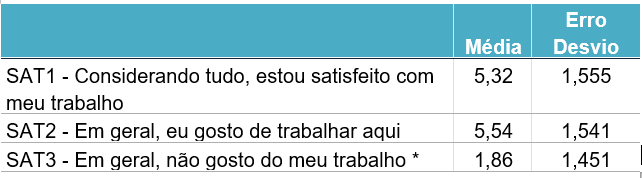 Erro
Média Desvio
SAT1 - Considerando tudo, estou satisfeito com 5,32 1,555
meu trabalho
SAT2 - Em geral, eu gosto de trabalhar aqui 5,54 1,541
SAT3 - Em geral, não gosto do meu trabalho * 1,86 1,451